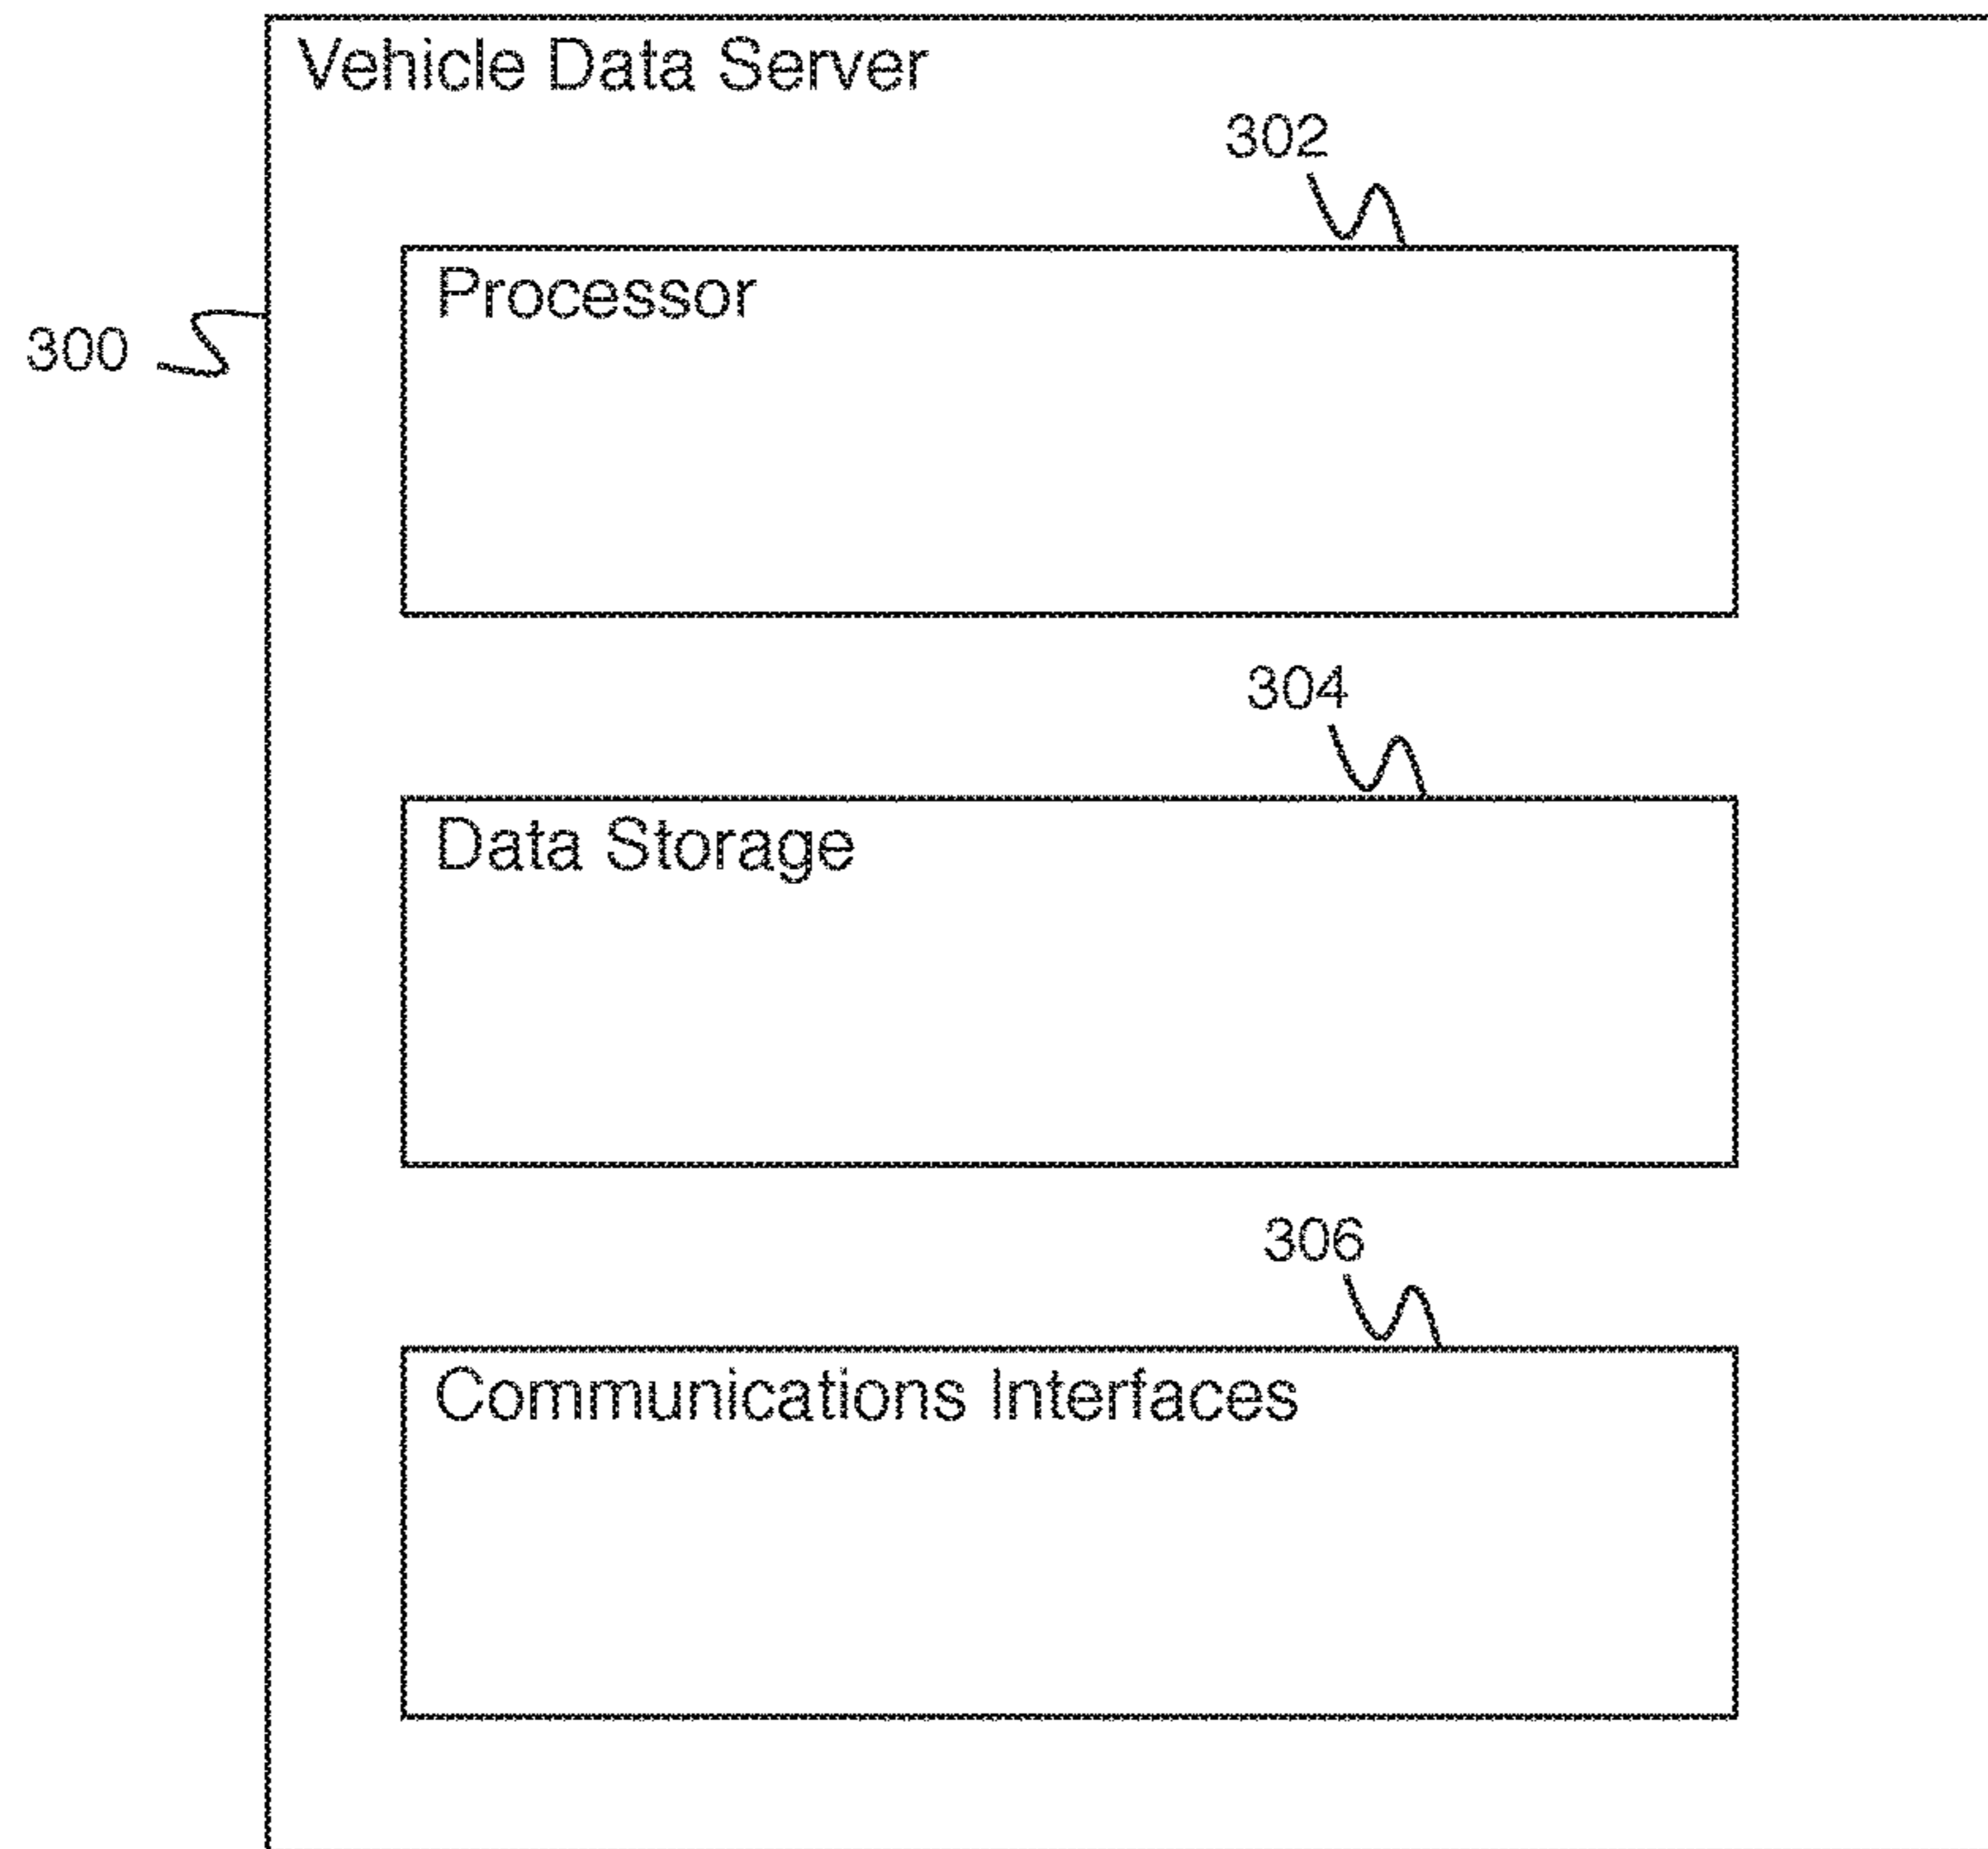 Vehicle Data Server
302
Processor
300
304
Data Storage
306
Communications Interfaces